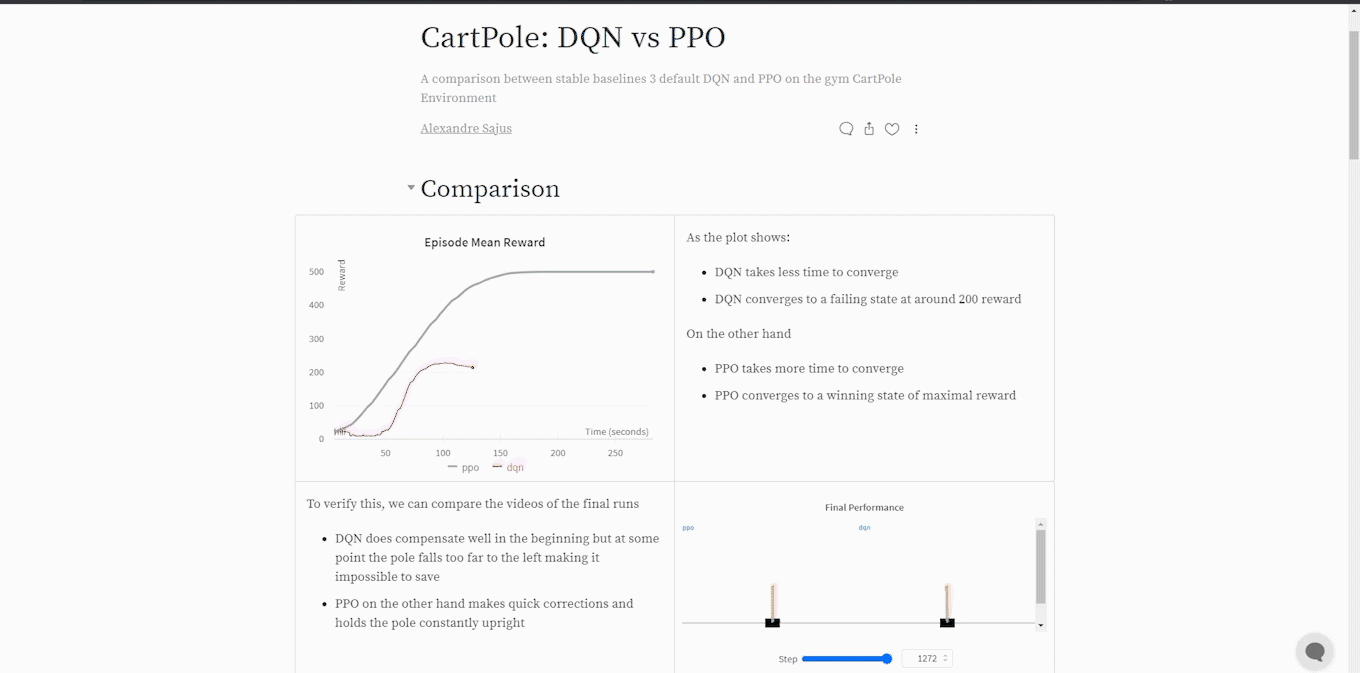 CartPole: DQN vs PPO
A comparison between stable baselines 3 default DQN and PPO on the gym CartPole
Environment
Alexandre Sajus
Comparison
Episode Mean Reward
Reward
500
400
300
200
100
0
Time (seconds)
50 100 150 200 250
ppo dqn
As the plot shows:
DQN takes less time to converge
DQN converges to a failing state at around 200 reward
On the other hand
PPO takes more time to converge
PPO converges to a winning state of maximal reward
To verify this, we can compare the videos of the final runs
DQN does compensate well in the beginning but at some
point the pole falls too far to the left making it
impossible to save
PPO on the other hand makes quick corrections and
holds the pole constantly upright
Final Performance
ppo dqn
Step 1272